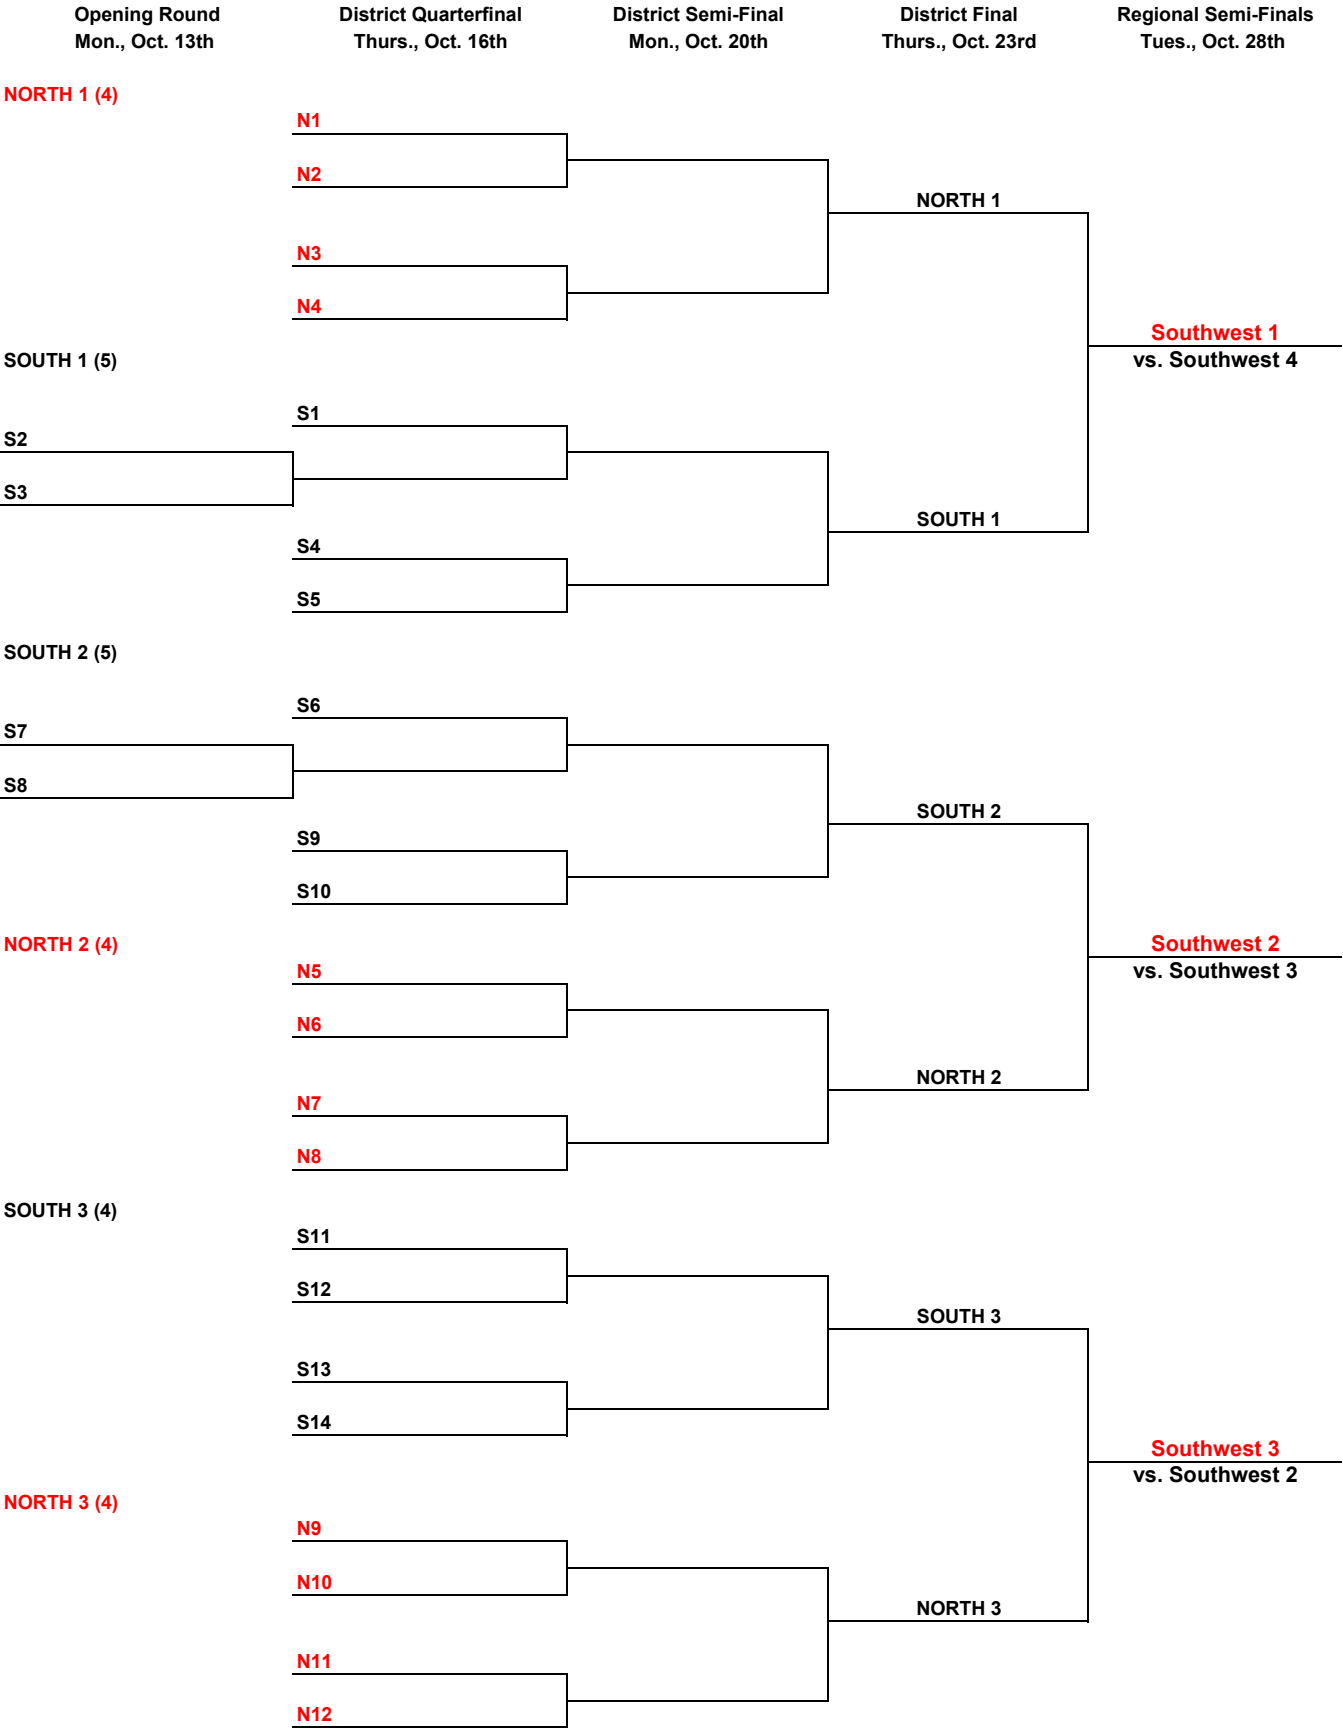 Opening Round District Quarterfinal District Semi-Final District Final Regional Semi-Finals
Mon., Oct. 13th Thurs., Oct. 16th Mon., Oct. 20th Thurs., Oct. 23rd Tues., Oct. 28th
NORTH 1 (4)
N1
N2
NORTH 1
N3
N4
Southwest 1
SOUTH 1 (5)
vs. Southwest 4
S1
S2
S3
SOUTH 1
S4
S5
SOUTH 2 (5)
S6
S7
S8
SOUTH 2
S9
S10
NORTH 2 (4)
Southwest 2
vs. Southwest 3
N5
N6
NORTH 2
N7
N8
SOUTH 3 (4)
S11
S12
SOUTH 3
S13
S14
Southwest 3
vs. Southwest 2
NORTH 3 (4)
N9
N10
NORTH 3
N11
N12